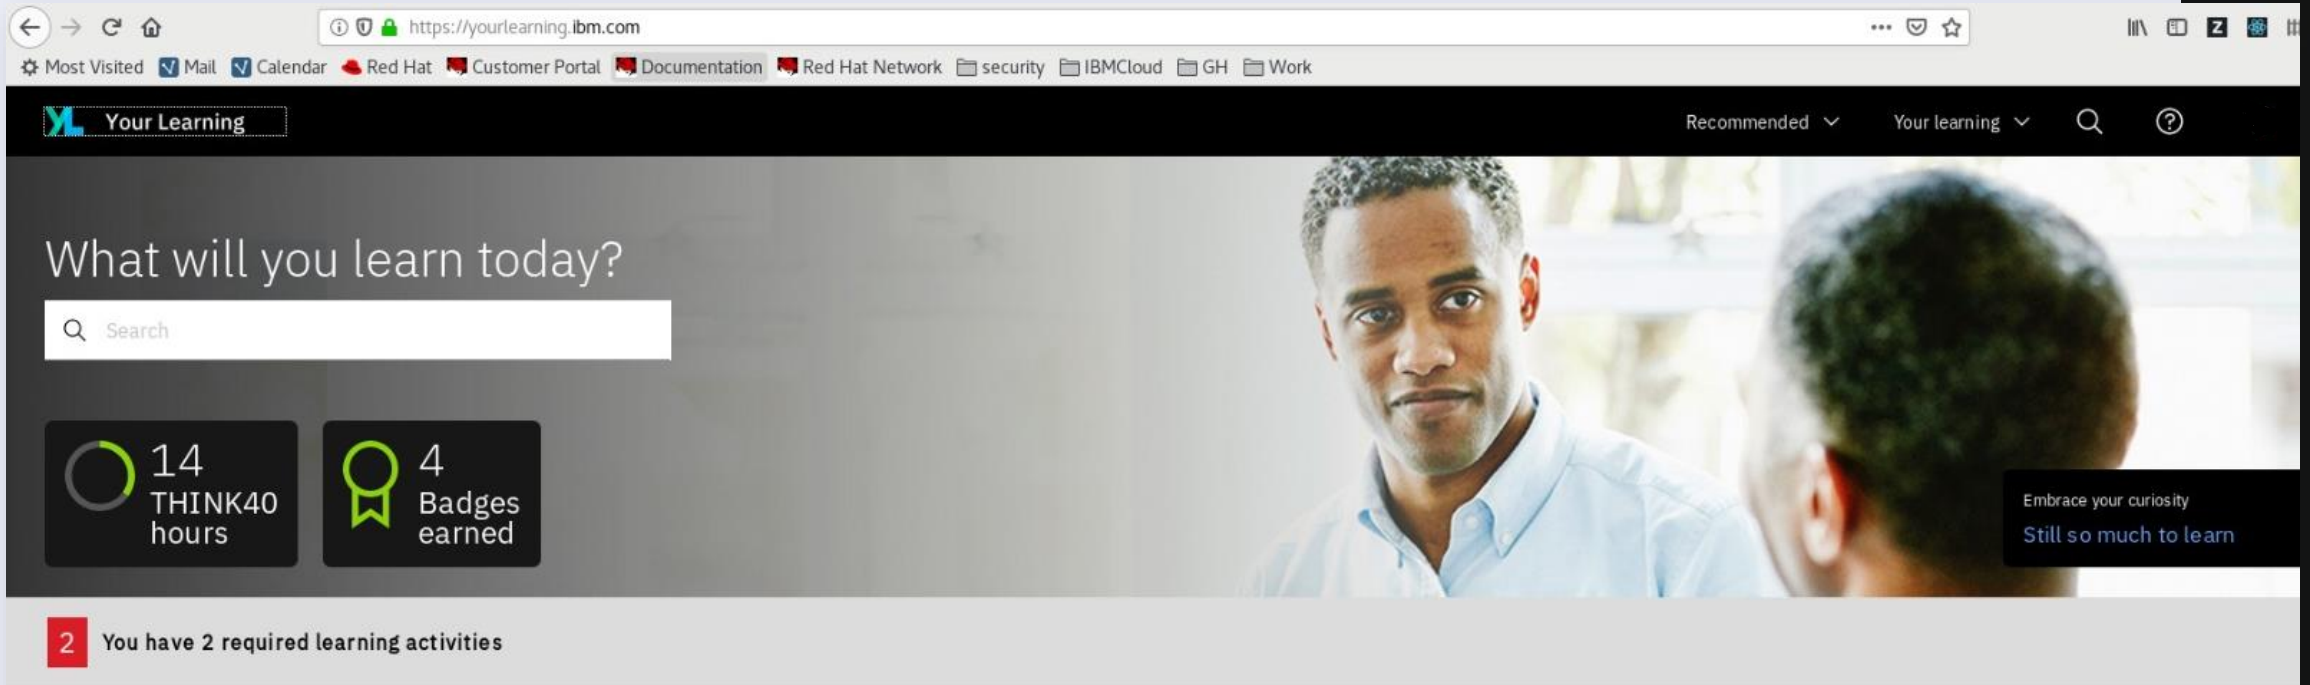 https://yourlearning.ibm.com
Most Visited Mail Calendar Red Hat Customer Portal Documentation Red Hat Network security IBMCloud GH Work
YL Your Learning Recommended Your learning
What will you learn today?
Search
14
THINK40
hours
4
Badges
earned
Embrace your curiosity
Still so much to learn
2 You have 2 required learning activities